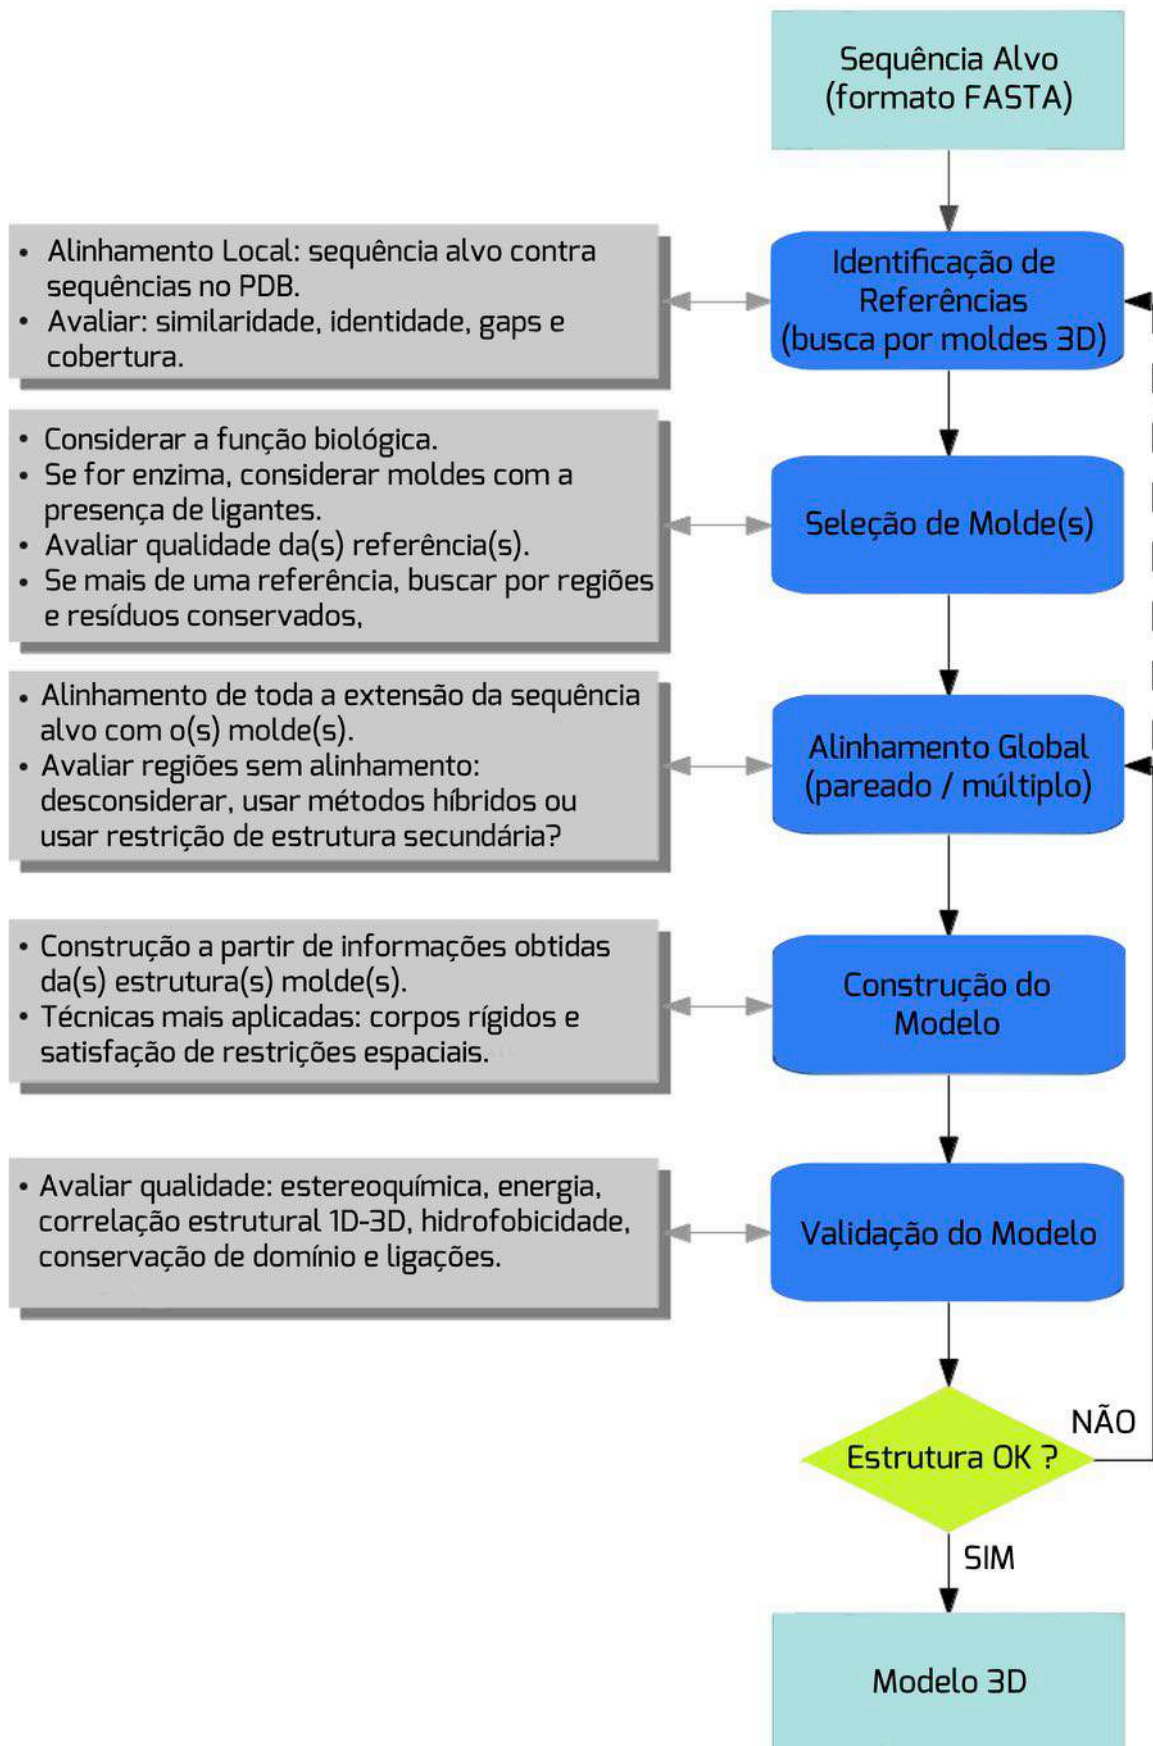 Sequência Alvo
(formato FASTA)
• Alinhamento Local: sequência alvo contra
sequências no PDB.
• Avaliar: similaridade, identidade, gaps e
cobertura.
Identificação de
Referências
(busca por moldes 3D)
• Considerar a função biológica.
• Se for enzima, considerar moldes com a
presença de ligantes.
• Avaliar qualidade da(s) referência(s).
• Se mais de uma referência, buscar por regiões
e resíduos conservados,
Seleção de Molde(s)
• Alinhamento de toda a extensão da sequência
alvo com o(s) molde(s).
• Avaliar regiões sem alinhamento:
desconsiderar, usar métodos híbridos ou
usar restrição de estrutura secundária?
Alinhamento Global
(pareado / múltiplo)
• Construção a partir de informações obtidas
da(s) estrutura(s) molde(s).
• Técnicas mais aplicadas: corpos rígidos e
satisfação de restrições espaciais.
Construção do
Modelo
• Avaliar qualidade: estereoquímica, energia,
correlação estrutural 1D-3D, hidrofobicidade,
conservação de domínio e ligações.
Validação do Modelo
NÃO
Estrutura OK ?
SIM
Modelo 3D